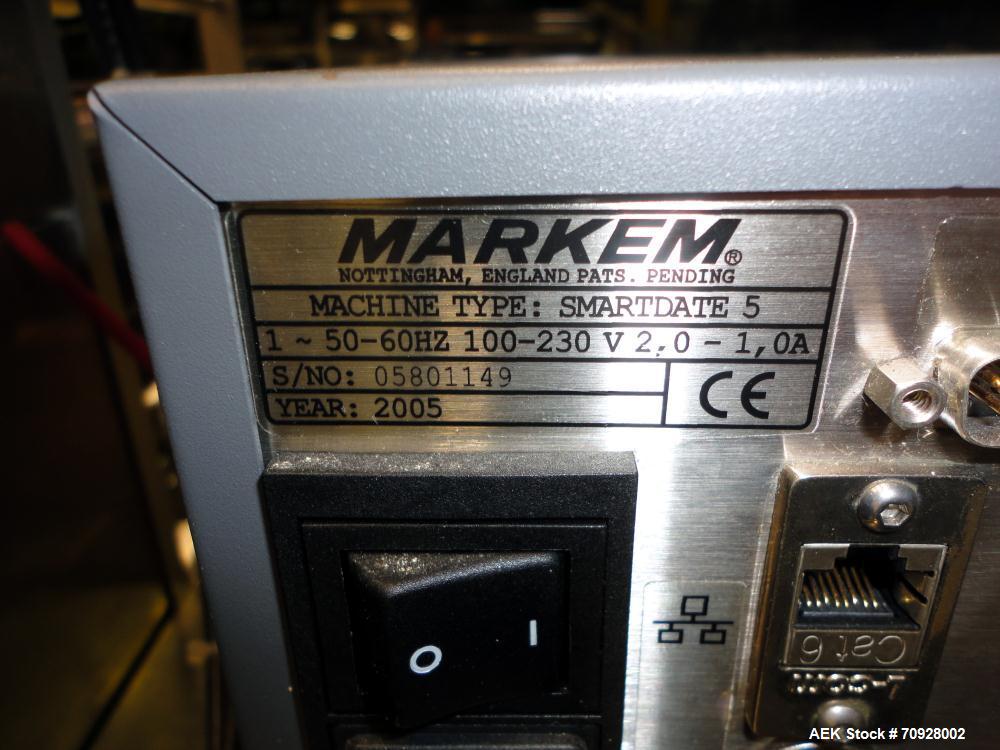 MARKEM®
NOTTINGHAM, ENGLAND PATS. PENDING
MACHINE TYPE: SMARTDATE 5
1 ~ 50-60HZ 100-230 V 2,0 - 1,0A
S/NO: 05801149
YEAR: 2005
CE
O I
Cat 6
L-COM
AEK Stock # 70928002